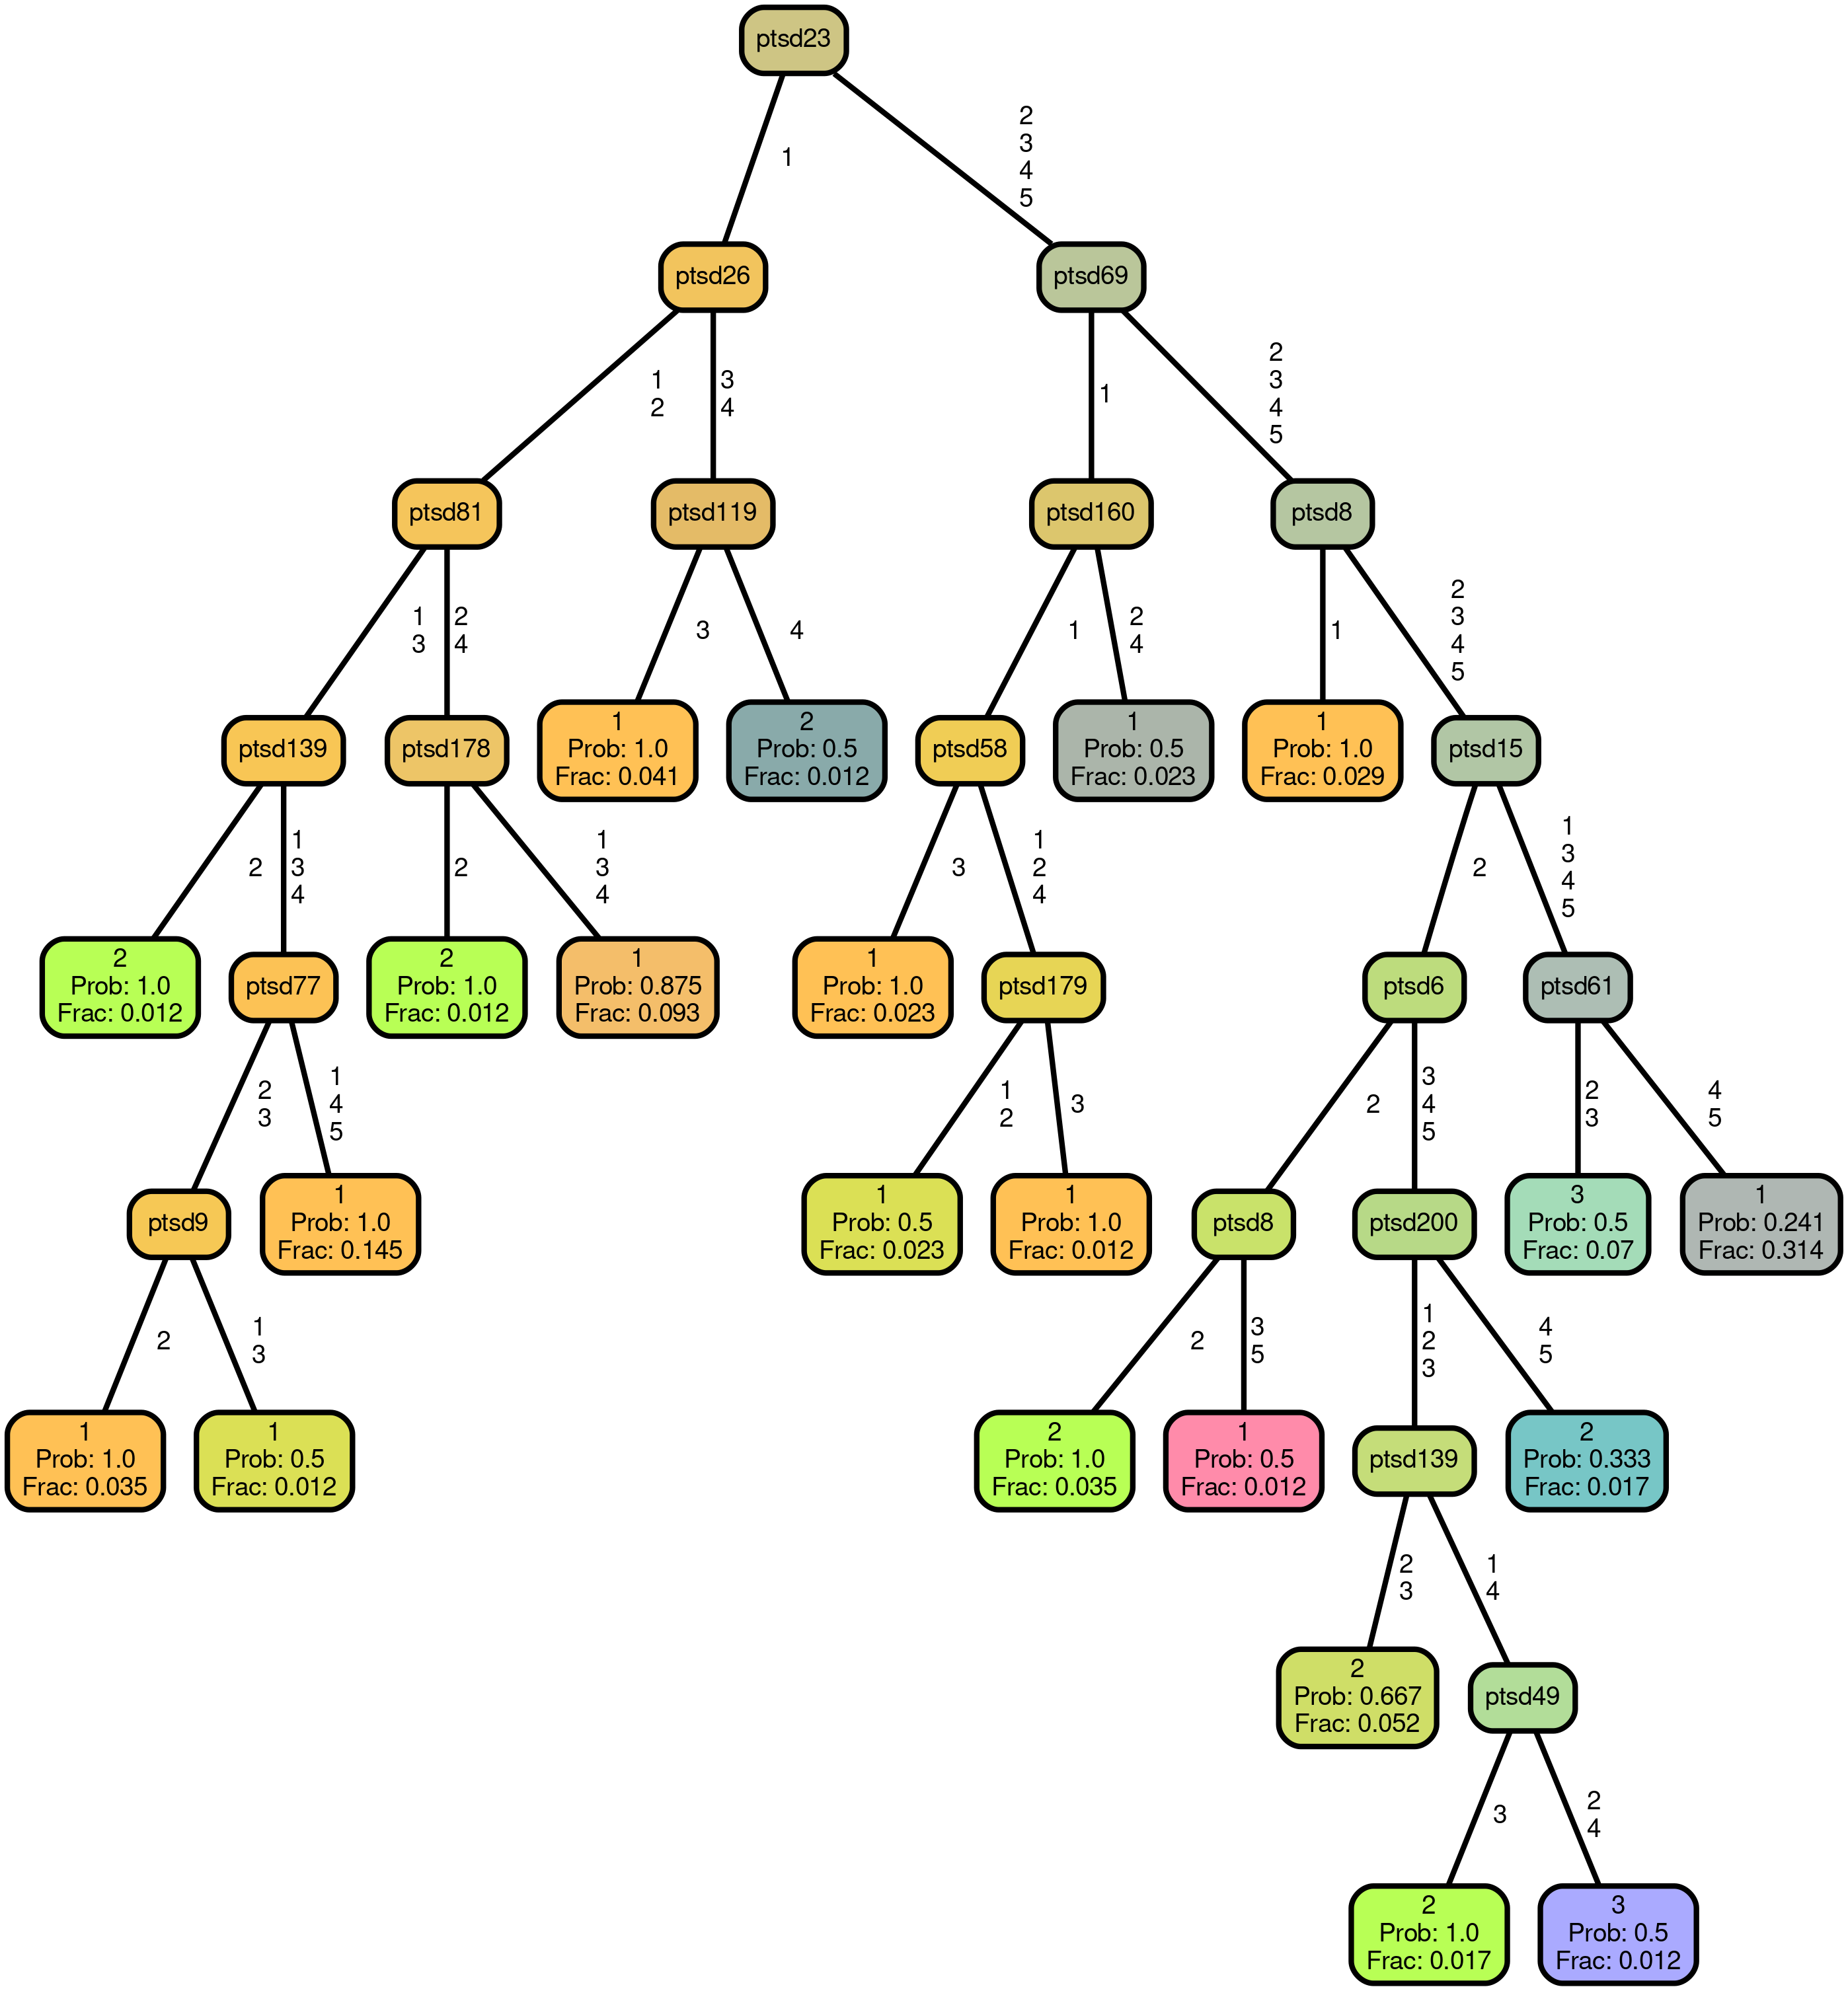 ptsd23
1
2
3
4
5
ptsd26
ptsd69
1
2
3
4
1
2
3
4
5
ptsd81
ptsd119
ptsd160
ptsd8
1
3
2
4
3
4
1
2
4
1
2
3
4
5
ptsd139
ptsd178
1
Prob: 1.0
Frac: 0.041
2
Prob: 0.5
Frac: 0.012
ptsd58
1
Prob: 0.5
Frac: 0.023
1
Prob: 1.0
Frac: 0.029
ptsd15
2
1
3
4
2
1
3
4
3
1
2
4
2
1
3
4
5
2
Prob: 1.0
Frac: 0.012
ptsd77
2
Prob: 1.0
Frac: 0.012
1
Prob: 0.875
Frac: 0.093
1
Prob: 1.0
Frac: 0.023
ptsd179
ptsd6
ptsd61
2
3
1
4
5
1
2
3
2
3
4
5
2
3
4
5
ptsd9
1
Prob: 1.0
Frac: 0.145
1
Prob: 0.5
Frac: 0.023
1
Prob: 1.0
Frac: 0.012
ptsd8
ptsd200
3
Prob: 0.5
Frac: 0.07
1
Prob: 0.241
Frac: 0.314
2
1
3
2
3
5
1
2
3
4
5
1
Prob: 1.0
Frac: 0.035
1
Prob: 0.5
Frac: 0.012
2
Prob: 1.0
Frac: 0.035
1
Prob: 0.5
Frac: 0.012
ptsd139
2
Prob: 0.333
Frac: 0.017
2
3
1
4
2
Prob: 0.667
Frac: 0.052
ptsd49
3
2
4
2
Prob: 1.0
Frac: 0.017
3
Prob: 0.5
Frac: 0.012